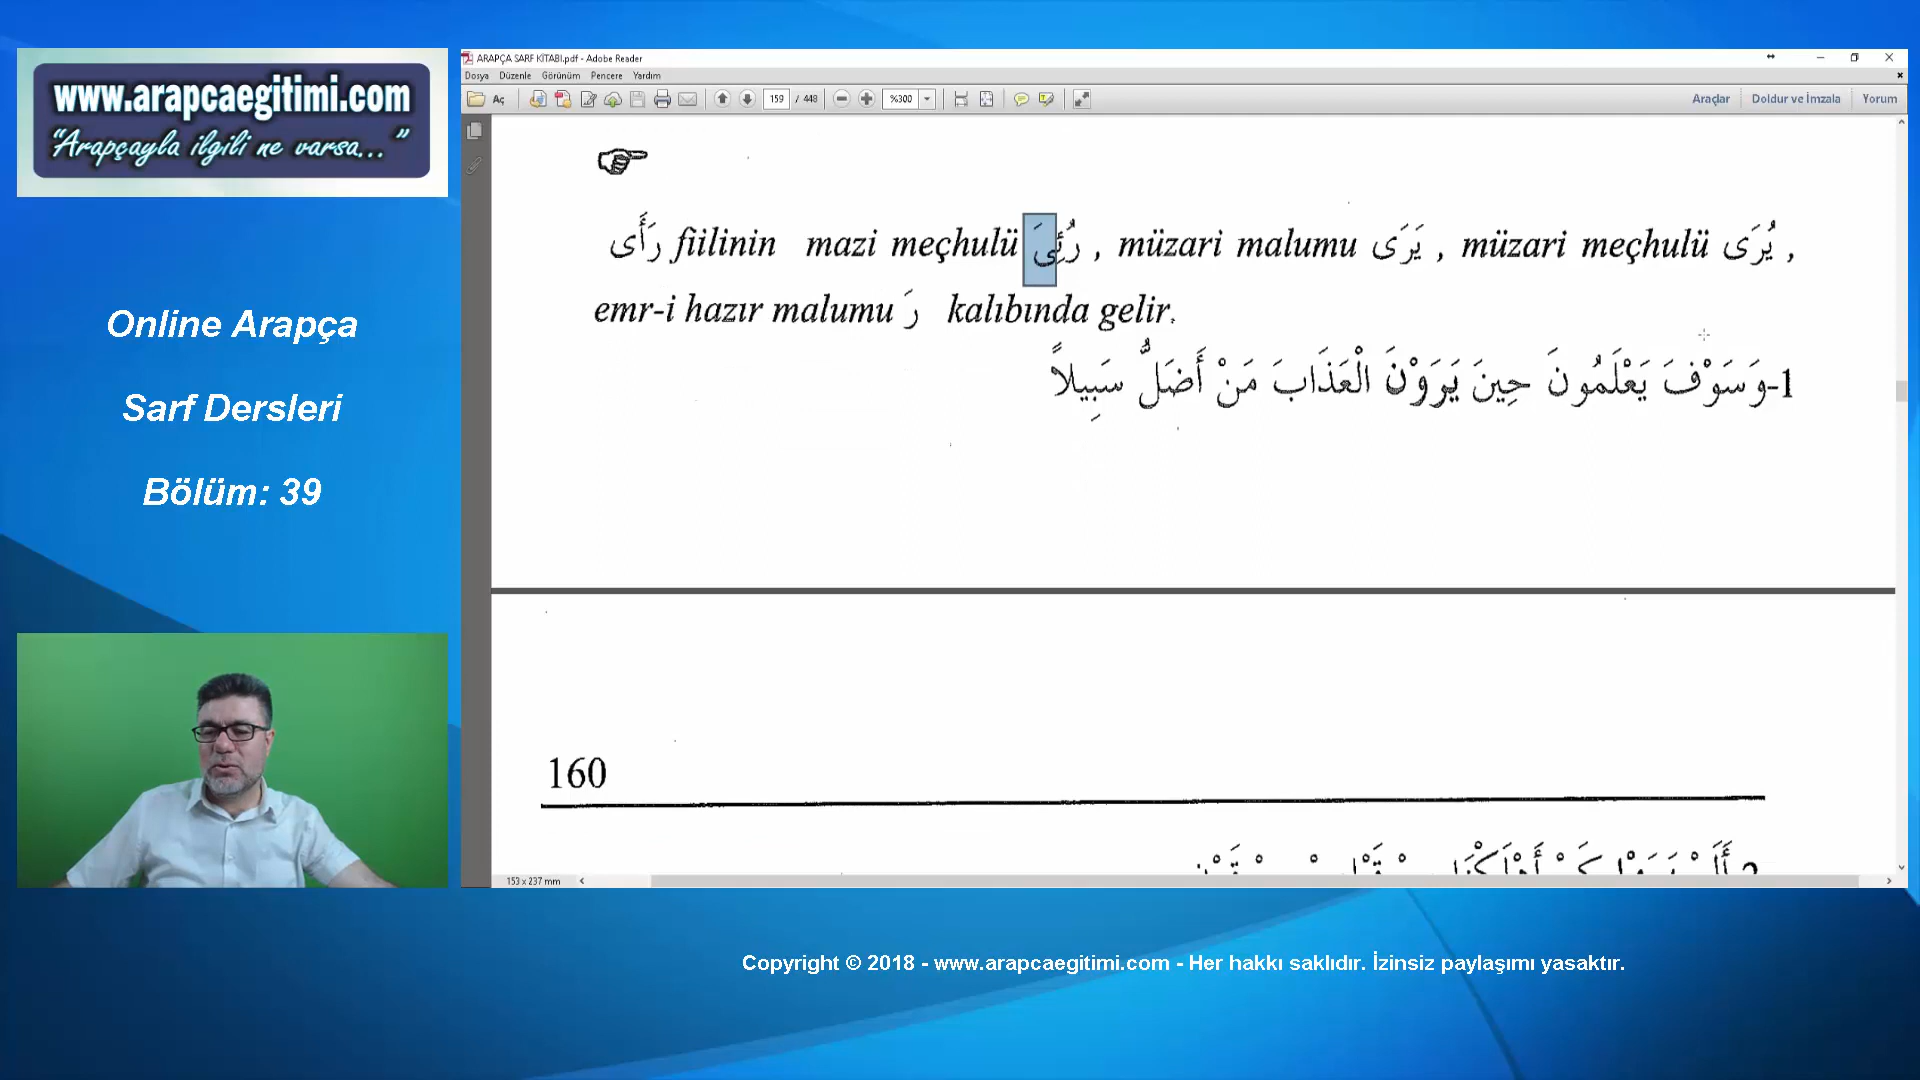 www.arapcaegitimi.com
“Arapçayla ilgili ne varsa...”
Online Arapça
Sarf Dersleri
Bölüm: 39
ARAPÇA SARF KİTABI.pdf - Adobe Reader
Dosya Düzenle Görünüm Pencere Yardım
Aç 159 / 448 %300 Araçlar Doldur ve İmzala Yorum
رَأَى fiilinin mazi meçhulü رُئِىَ , müzari malumu يَرَى , müzari meçhulü يُرَى ,
emr-i hazır malumu رَ kalıbında gelir.
1-وَسَوْفَ يَعْلَمُونَ حِينَ يَرَوْنَ الْعَذَابَ مَنْ أَضَلُّ سَبِيلاً
160
153 x 237 mm
Copyright © 2018 - www.arapcaegitimi.com - Her hakkı saklıdır. İzinsiz paylaşımı yasaktır.